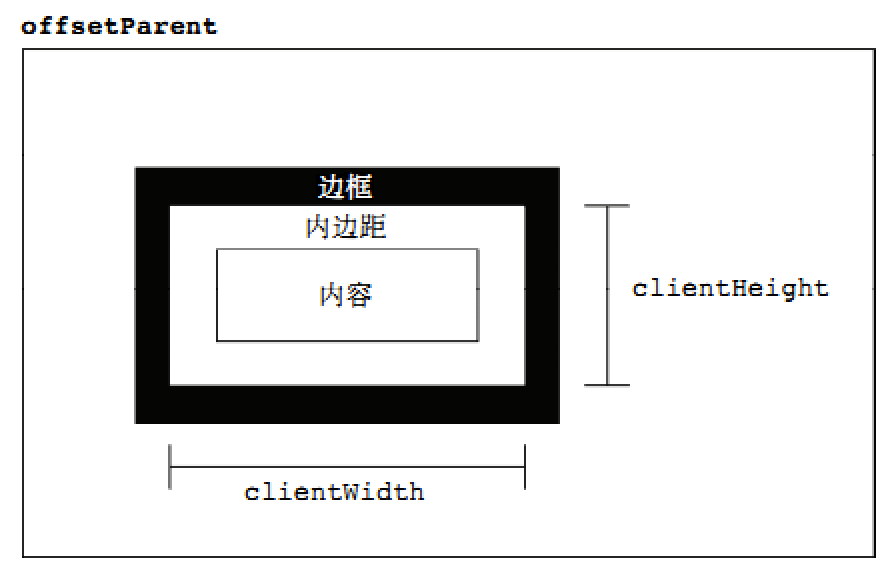 offsetParent
边框
内边距
内容
clientHeight
clientWidth